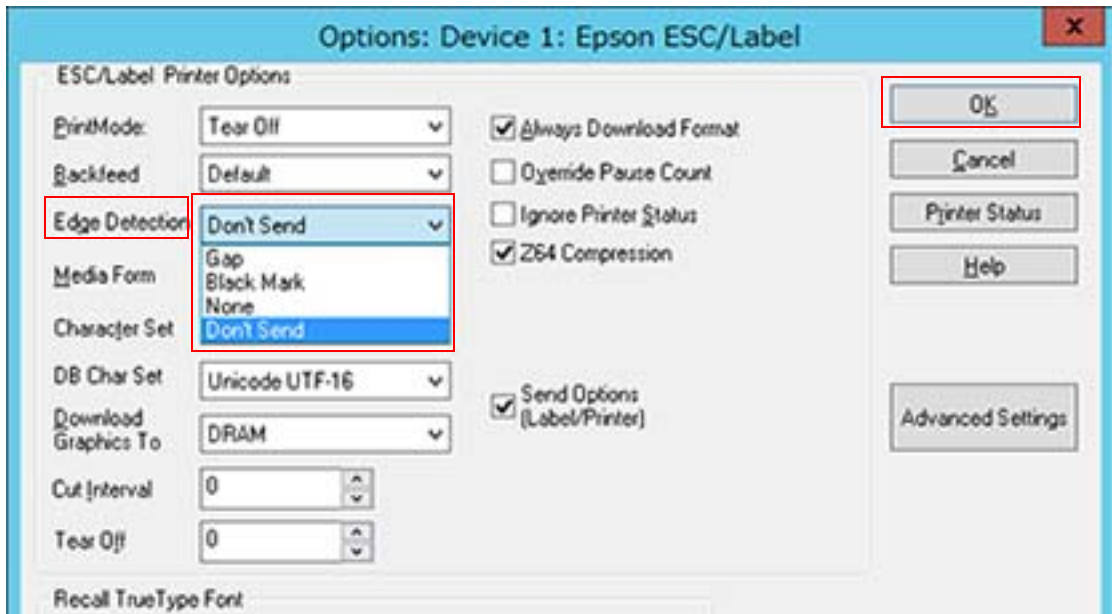 Options: Device 1: Epson ESC/Label
x
ESC/Label Printer Options
PrintMode: Tear Off
Always Download Format
OK
Backfeed Default
Override Pause Count
Cancel
Edge Detection Don't Send
Ignore Printer Status
Printer Status
Gap
Z64 Compression
Help
Media Form
Black Mark
None
Character Set
Don't Send
DB Char Set Unicode UTF-16
Send Options
(Label/Printer)
Advanced Settings
Download
Graphics To
DRAM
Cut Interval 0
Tear Off 0
Recall TrueType Font